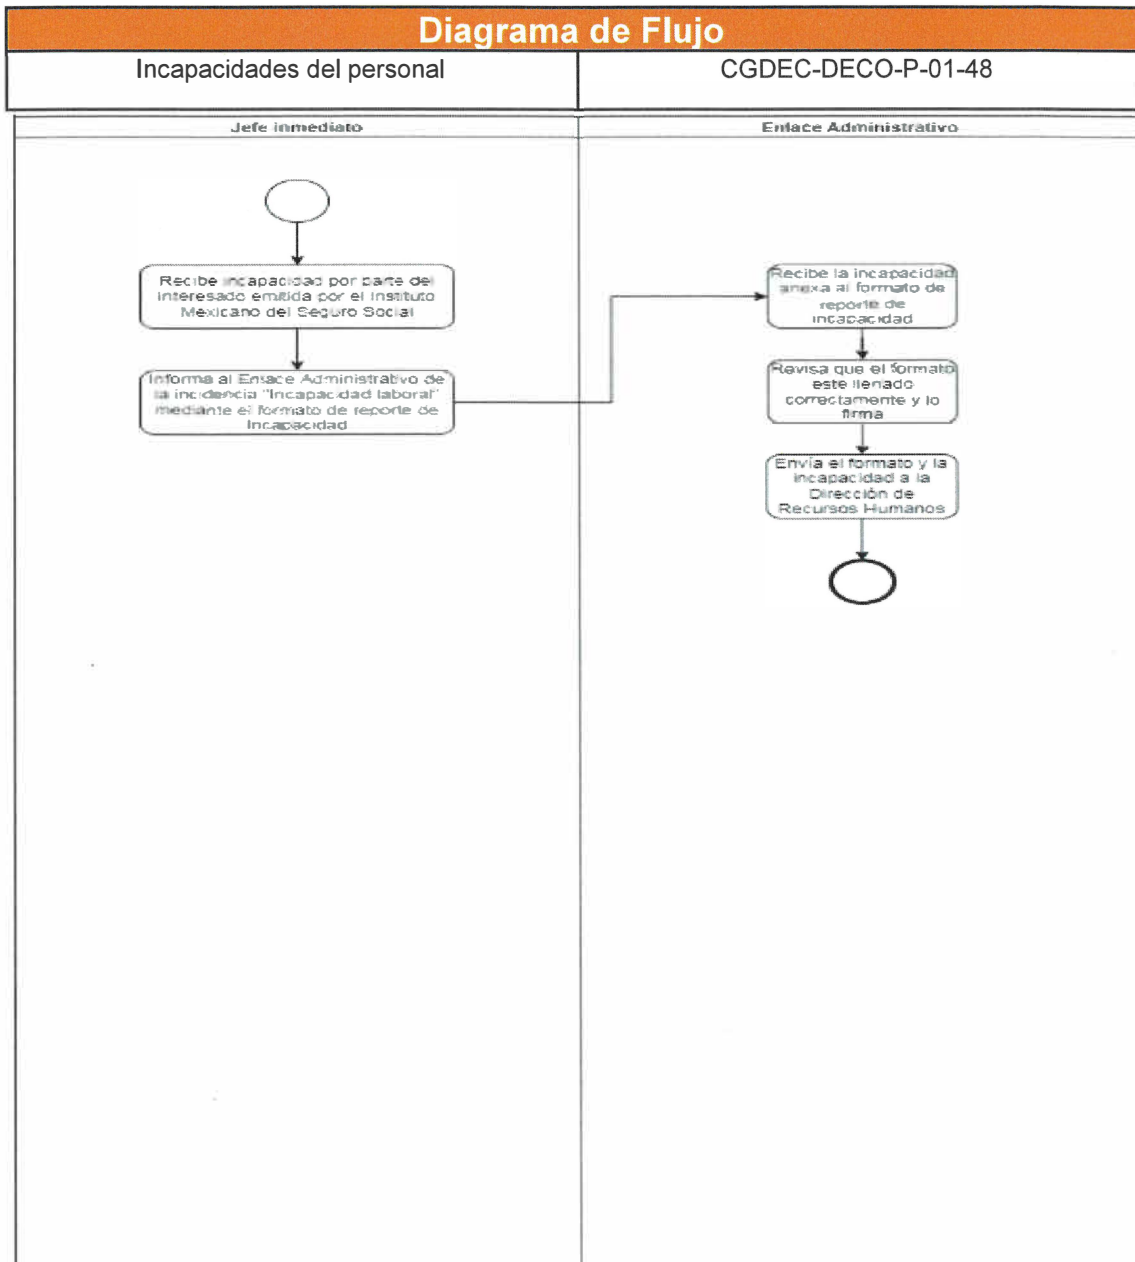 Diagrama de Flujo
Incapacidades del personal
CGDEC-DECO-P-01-48
Jefe inmediato
Enlace Administrativo
Recibe incapacidad por parte del
interesado emitida por el Instituto
Mexicano del Seguro Social
Informa al Enlace Administrativo de
la incidencia "Incapacidad laboral"
mediante el formato de reporte de
Incapacidad
Recibe la incapacidad
anexa al formato de
reporte de
incapacidad
Revisa que el formato
este llenado
correctamente y lo
firma
Envía el formato y la
incapacidad a la
Dirección de
Recursos Humanos